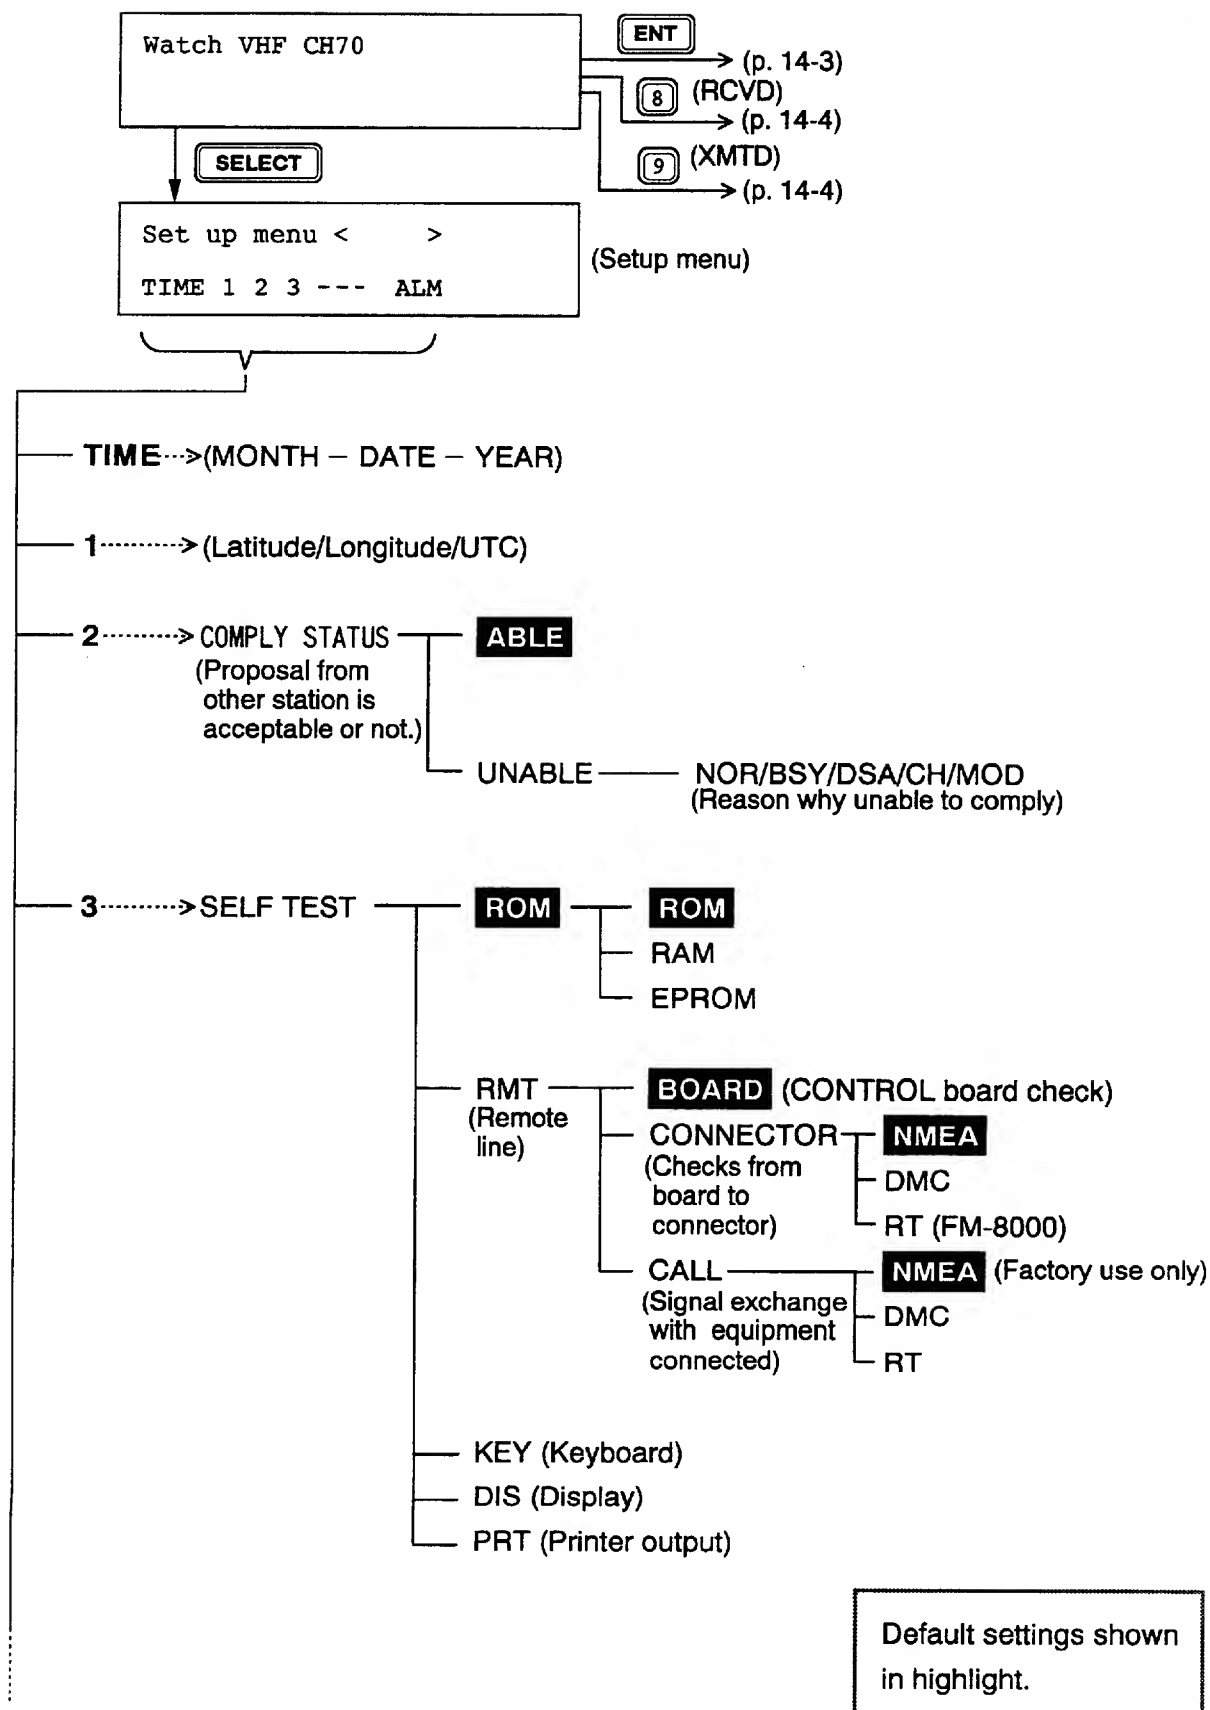 Watch VHF CH70
ENT
(p. 14-3)
8 (RCVD)
(p. 14-4)
9 (XMTD)
(p. 14-4)
SELECT
Set up menu <     >
TIME 1 2 3 --- ALM
(Setup menu)
TIME (MONTH – DATE – YEAR)
1 (Latitude/Longitude/UTC)
2 COMPLY STATUS
(Proposal from
other station is
acceptable or not.)
ABLE
UNABLE
NOR/BSY/DSA/CH/MOD
(Reason why unable to comply)
3 SELF TEST
ROM
ROM
RAM
EPROM
RMT
(Remote
line)
BOARD (CONTROL board check)
CONNECTOR
(Checks from
board to
connector)
NMEA
DMC
RT (FM-8000)
CALL
(Signal exchange
with equipment
connected)
NMEA (Factory use only)
DMC
RT
KEY (Keyboard)
DIS (Display)
PRT (Printer output)
Default settings shown
in highlight.